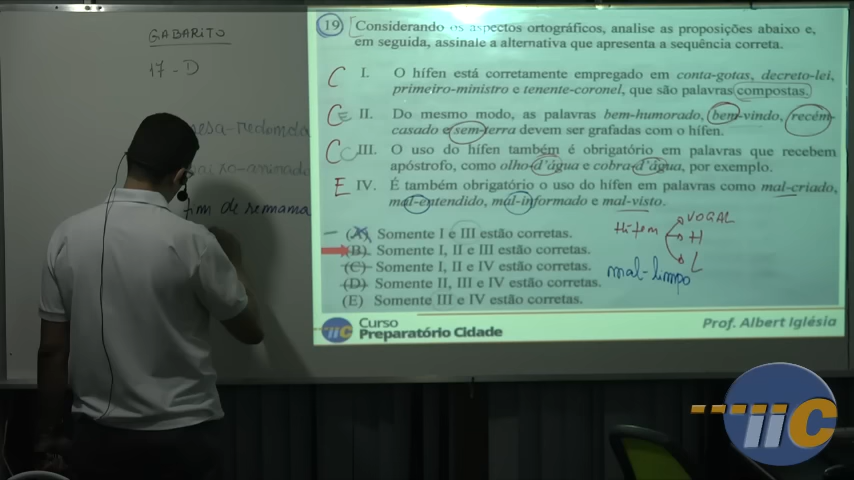 GABARITO
17 - D
mesa-redonda
fim de semana
19 Considerando os aspectos ortográficos, analise as proposições abaixo e,
em seguida, assinale a alternativa que apresenta a sequência correta.
C I. O hífen está corretamente empregado em conta-gotas, decreto-lei,
primeiro-ministro e tenente-coronel, que são palavras compostas.
C II. Do mesmo modo, as palavras bem-humorado, bem-vindo, recém-
casado e sem-terra devem ser grafadas com o hífen.
C III. O uso do hífen também é obrigatório em palavras que recebem
apóstrofo, como olho-d'água e cobra-d'água, por exemplo.
E IV. É também obrigatório o uso do hífen em palavras como mal-criado,
mal-entendido, mal-informado e mal-visto.
(A) Somente I e III estão corretas.
(B) Somente I, II e III estão corretas.
(C) Somente I, II e IV estão corretas.
(D) Somente II, III e IV estão corretas.
(E) Somente III e IV estão corretas.
Hífem
VOGAL
H
L
mal-limpo
iiC Curso
Preparatório Cidade
Prof. Albert Iglésia
iiC